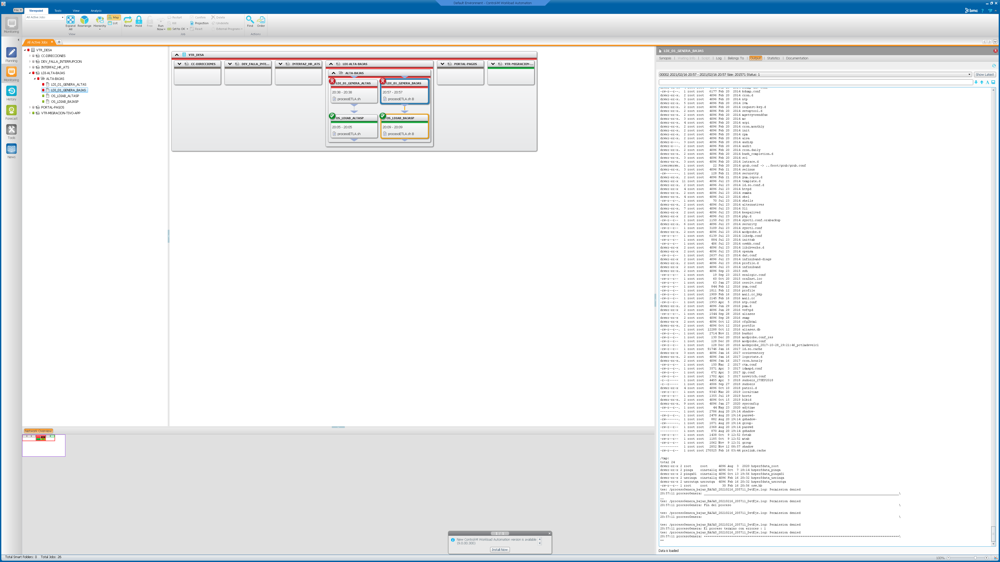 Default Environment - Control-M Workload Automation
File
Viewpoint
Tools
View
Analysis
bmc
Monitoring
All Active Jobs
Expand All
Rearrange
Hierarchy
Map
List
View
Rerun
Hold
Free
Run Now
Restart
Kill
Set to OK
Confirm
Projection
React
Delete
Undelete
External Programs
Job
Find
Order
Actions
All Active Jobs
Planning
Monitoring
History
Forecast
Tools
News
VTR_DESA
CC-DIRECCIONES
DEV_FALLA_INTERRUPCION
INTERFAZ_HR_ATS
LDI-ALTA-BAJAS
ALTA-BAJAS
LDI_01_GENERA_ALTAS
LDI_01_GENERA_BAJAS
OS_LDIAB_ALTASP
OS_LDIAB_BAJASP
PORTAL-PAGOS
VTR-MIGRACION-TIVO-APP
VTR_DESA
CC-DIRECCIONES
DEV_FALLA_INTE...
INTERFAZ_HR_ATS
LDI-ALTA-BAJAS
PORTAL-PAGOS
VTR-MIGRACION-...
ALTA-BAJAS
LDI_01_GENERA_ALTAS
20:38 - 20:38
procesoETLA.sh
LDI_01_GENERA_BAJAS
20:57 - 20:57
procesoETLA.sh B
OS_LDIAB_ALTASP
20:05 - 20:05
procesoETLA.sh
OS_LDIAB_BAJASP
20:09 - 20:09
procesoETLA.sh B
LDI_01_GENERA_BAJAS
Synopsis | Waiting Info | Script | Log | Belongs To | Output | Statistics | Documentation
00002 2021/02/16 20:57 - 2021/02/16 20:57 Size: 201571 Status: 1
Show Latest
-rw-r--r--. 1 root root 6177 Feb 20 2014 kdump.conf
drwxr-xr-x. 2 root root 4096 Feb 20 2014 cron.d
drwxr-xr-x. 3 root root 4096 Feb 20 2014 ntp
drwxr-xr-x. 5 root root 4096 Feb 20 2014 lvm
drwxr-xr-x. 2 root root 4096 Feb 20 2014 request-key.d
drwxr-xr-x. 2 root root 4096 Feb 20 2014 setuptool.d
drwxr-xr-x. 2 root root 4096 Feb 20 2014 mgetty+sendfax
drwxr-xr-x. 3 root root 4096 Feb 20 2014 mc
drwxr-xr-x. 4 root root 4096 Feb 20 2014 acpi
drwxr-xr-x. 2 root root 4096 Feb 20 2014 cron.monthly
drwxr-xr-x. 2 root root 4096 Feb 20 2014 init
drwxr-xr-x. 2 root root 4096 Feb 20 2014 rpm
drwxr-xr-x. 2 root root 4096 Feb 20 2014 alsa
drwxr-x---. 3 root root 4096 Feb 20 2014 audisp
drwxr-x---. 2 root root 4096 Feb 20 2014 audit
drwxr-xr-x. 2 root root 4096 Feb 20 2014 cron.daily
drwxr-xr-x. 2 root root 4096 Feb 20 2014 bash_completion.d
drwxr-xr-x. 3 root root 4096 Feb 20 2014 scl
drwxr-xr-x. 3 root root 4096 Feb 20 2014 latrace.d
lrwxrwxrwx. 1 root root 22 Feb 20 2014 grub.conf -> ../boot/grub/grub.conf
drwxr-xr-x. 3 root root 4096 Feb 21 2014 selinux
-rw-------. 1 root root 128 Feb 21 2014 securetty
drwxr-xr-x. 2 root root 4096 Feb 21 2014 yum.repos.d
drwxr-xr-x 11 root root 4096 Jul 23 2014 template.d
drwxr-xr-x. 2 root root 4096 Jul 23 2014 ld.so.conf.d
drwxr-xr-x 4 root root 4096 Jul 23 2014 httpd
drwxr-xr-x. 2 root root 4096 Jul 23 2014 samba
drwxr-xr-x. 4 root root 4096 Jul 23 2014 skel
-rw-r--r--. 1 root root 70 Jul 23 2014 shells
drwxr-xr-x. 2 root root 4096 Jul 23 2014 alternatives
drwxr-xr-x. 7 root root 4096 Jul 23 2014 X11
drwxr-xr-x 2 root root 4096 Jul 23 2014 keepalived
drwxr-xr-x 2 root root 4096 Jul 23 2014 php.d
-rw-r--r-- 1 root root 1150 Jul 23 2014 sysctl.conf.orabackup
drwxr-xr-x. 6 root root 4096 Jul 23 2014 security
-rw-r--r-- 1 root root 3109 Jul 23 2014 sysctl.conf
drwxr-xr-x. 2 root root 4096 Jul 23 2014 modprobe.d
-rw-r--r-- 1 root root 6139 Jul 23 2014 libsdp.conf
-rw-r--r-- 1 root root 884 Jul 23 2014 inittab
-rw-r--r-- 1 root root 406 Jul 23 2014 oswbb.conf
drwxr-xr-x 2 root root 4096 Jul 23 2014 libibverbs.d
drwxr-xr-x 2 root root 4096 Jul 23 2014 opensm
-rw-r--r-- 1 root root 2637 Jul 23 2014 dat.conf
drwxr-xr-x 2 root root 4096 Jul 23 2014 infiniband-diags
drwxr-xr-x. 2 root root 4096 Jul 23 2014 profile.d
drwxr-xr-x 2 root root 4096 Jul 23 2014 infiniband
drwxr-xr-x. 2 root root 4096 Sep 23 2015 ssh
-rw-r--r-- 1 root root 19 Sep 23 2015 exalogic.conf
-rw-r--r-- 1 root root 60 Oct 20 2015 oraInst.loc
-rw-r--r-- 1 root root 63 Jan 27 2016 resolv.conf
-rw-r--r-- 1 root root 844 Feb 12 2016 yum.conf
-rw-r--r-- 1 root root 1811 Feb 12 2016 profile
-rw-r--r-- 1 root root 1909 Feb 16 2016 mail.rc_bkp
-rw-r--r-- 1 root root 2145 Feb 16 2016 mail.rc
-rw-r--r-- 1 root root 1953 Apr 5 2016 ntp.conf
drwxr-xr-x. 2 root root 4096 Jun 29 2016 pam.d
drwxr-xr-x 2 root root 4096 Jun 29 2016 vsftpd
-rw-r--r--. 1 root root 1544 Sep 28 2016 aliases
drwxr-xr-x 2 root root 4096 Sep 28 2016 snmp
drwxr-xr-x 2 root root 4096 Oct 12 2016 cfg2html
drwxr-xr-x. 2 root root 4096 Oct 12 2016 postfix
-rw-r--r--. 1 root root 12288 Oct 12 2016 aliases.db
-rw-r--r--. 1 root root 2714 Nov 21 2016 bashrc
-rw-r--r-- 1 root root 130 Dec 20 2016 modprobe.conf_res
-rw-r--r-- 1 root root 128 Dec 20 2016 modprobe.conf
-rw-r--r-- 1 root root 128 Dec 20 2016 modeprobe_2017-10-28_19:21:46_pctlmdevelcl
-rw-r--r-- 1 root root 91746 Jan 16 2017 ld.so.cache
drwxr-xr-x 3 root root 4096 Jan 16 2017 ocsinventory
drwxr-xr-x. 2 root root 4096 Jan 16 2017 logrotate.d
drwxr-xr-x. 2 root root 4096 Jan 16 2017 cron.hourly
-rw-r--r-- 1 root root 150 Mar 2 2017 ctm.conf
-rw-r--r-- 1 root root 3571 Apr 3 2017 idmapd.conf
-rw-r--r-- 1 root root 672 Apr 3 2017 yp.conf
-rw-r--r-- 1 root root 1702 Apr 3 2017 nsswitch.conf
-r--r----- 1 root root 4455 Apr 3 2018 sudoers_27SEP2018
-r--r----- 1 root root 4506 Sep 27 2018 sudoers
drwxr-xr-x 4 root root 4096 Oct 10 2018 patrol.d
-rw-r--r-- 1 root root 9343 Mar 20 2019 localtime
-rw-r--r-- 1 root root 1355 Jul 19 2019 hosts
drwxr-xr-x. 2 root root 4096 Oct 15 2019 blkid
drwxr-xr-x. 9 root root 4096 Jan 27 2020 sysconfig
-rw-r--r--. 1 root root 44 May 23 2020 adjtime
----------. 1 root root 2786 Aug 20 19:14 shadow-
-rw-r--r--. 1 root root 2478 Aug 20 19:14 passwd-
-rw-------. 1 root root 882 Aug 20 19:14 gshadow-
-rw-------. 1 root root 1071 Aug 20 19:14 group-
-rw-r--r-- 1 root root 2368 Aug 20 19:14 passwd
---------- 1 root root 870 Aug 20 19:14 gshadow
-rw-r--r-- 1 root root 1438 Oct 9 12:52 fstab
-rw-r--r-- 1 root root 1185 Oct 9 12:52 mtab
-rw-r--r-- 1 root root 1062 Nov 9 12:31 group
---------- 1 root root 2852 Nov 12 08:57 shadow
-rw-r--r-- 1 root root 270525 Feb 16 03:44 prelink.cache
/tmp:
total 24
drwxr-xr-x 2 root root 4096 Aug 3 2020 hsperfdata_root
drwxr-xr-x 2 pinqa oinstallq 4096 Oct 7 18:14 hsperfdata_pinqa
drwxr-xr-x 2 pinqa01 oinstallq 4096 Oct 13 19:56 hsperfdata_pinqa01
drwxr-xr-x 2 usrinqa oinstallq 4096 Feb 16 20:32 hsperfdata_usrinqa
drwxr-xr-x 2 usroutqa usroutqa 4096 Feb 16 20:32 hsperfdata_usroutqa
-rw-r--r-- 1 root root 30 Feb 16 20:56 osw.hb
tee: /procesoGenera_bajas_BAJAS_20210216_205711_DetEje.log: Permission denied
20:57:11 procesoGenera: ____________________\
__
tee: /procesoGenera_bajas_BAJAS_20210216_205711_DetEje.log: Permission denied
20:57:11 procesoGenera: Fin del proceso \
tee: /procesoGenera_bajas_BAJAS_20210216_205711_DetEje.log: Permission denied
20:57:11 procesoGenera: \
tee: /procesoGenera_bajas_BAJAS_20210216_205711_DetEje.log: Permission denied
20:57:11 procesoGenera: El proceso termino con errores : 1
tee: /procesoGenera_bajas_BAJAS_20210216_205711_DetEje.log: Permission denied
20:57:11 procesoGenera: ====================\
==
Data is loaded
Network Overview
1 / 1
New Control-M Workload Automation version is available
(9.0.00.300)
Install Now
Total Smart Folders: 0 Total Jobs: 26
100%